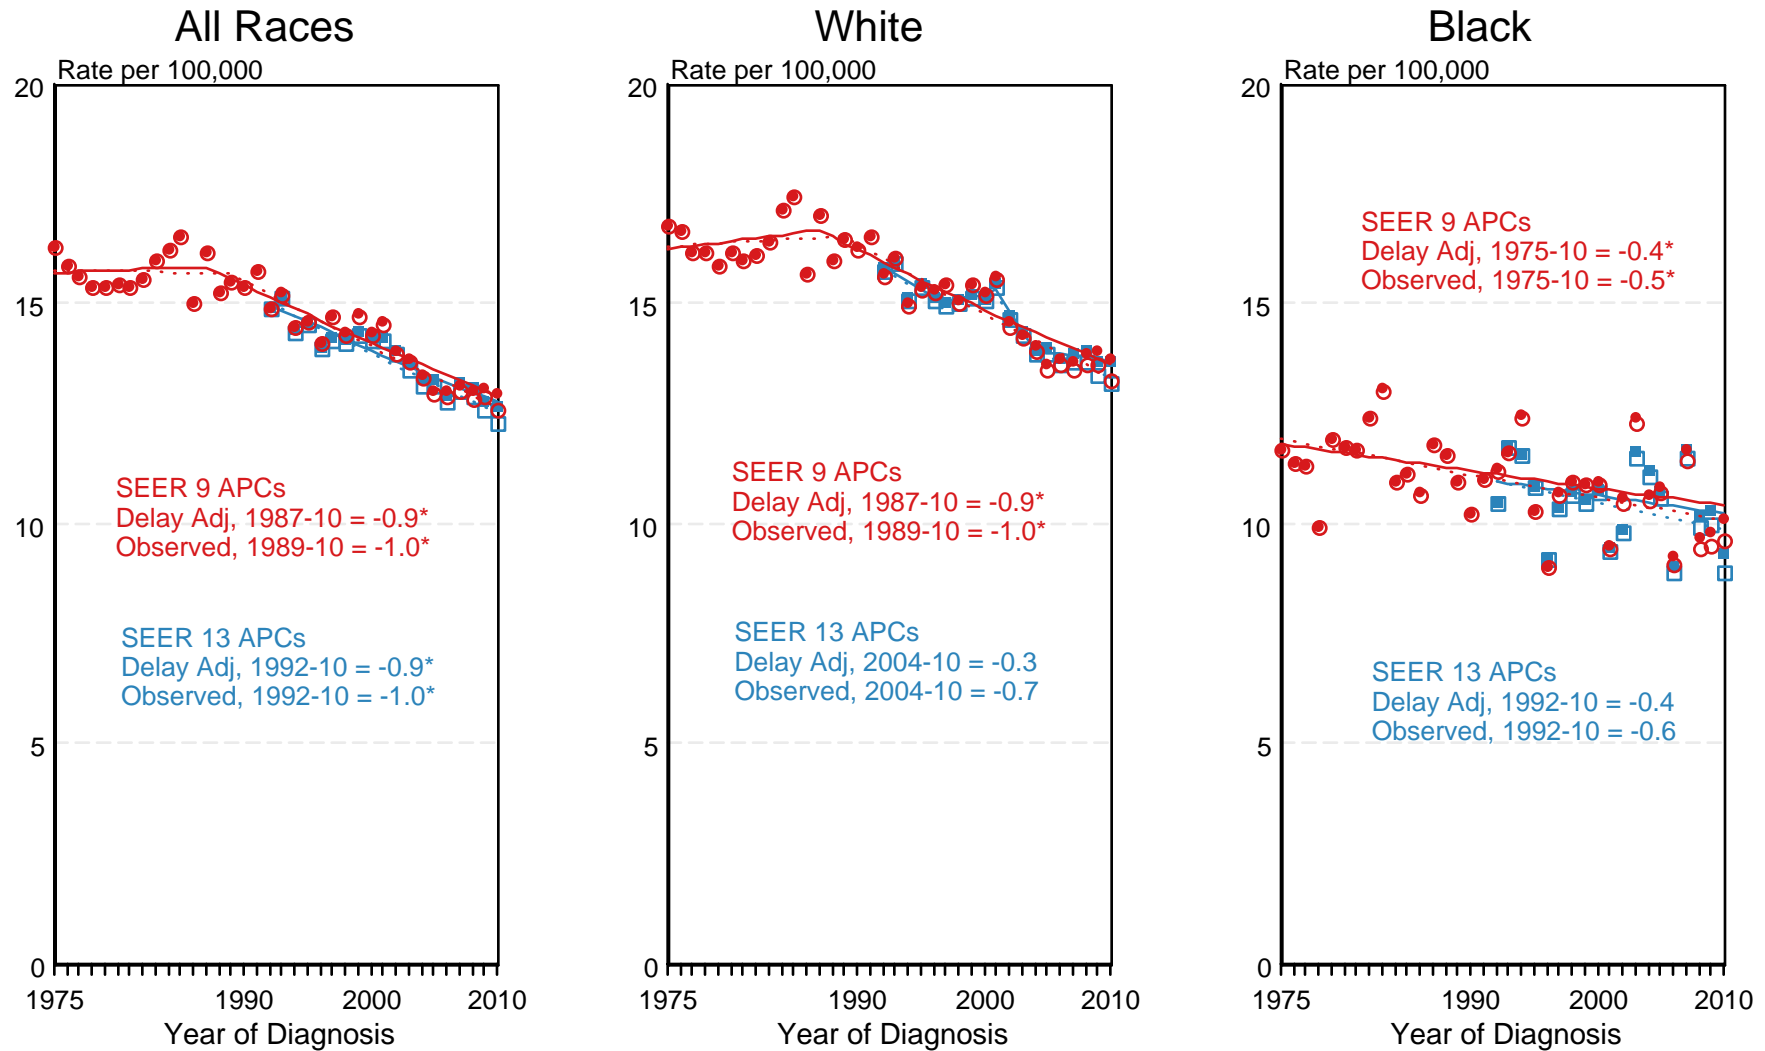 All Races
Rate per 100,000
20
15
10
5
0
SEER 9 APCs
Delay Adj, 1987-10 = -0.9*
Observed, 1989-10 = -1.0*
SEER 13 APCs
Delay Adj, 1992-10 = -0.9*
Observed, 1992-10 = -1.0*
1975 1990 2000 2010
Year of Diagnosis
White
Rate per 100,000
20
15
10
5
0
SEER 9 APCs
Delay Adj, 1987-10 = -0.9*
Observed, 1989-10 = -1.0*
SEER 13 APCs
Delay Adj, 2004-10 = -0.3
Observed, 2004-10 = -0.7
1975 1990 2000 2010
Year of Diagnosis
Black
Rate per 100,000
20
15
10
5
0
SEER 9 APCs
Delay Adj, 1975-10 = -0.4*
Observed, 1975-10 = -0.5*
SEER 13 APCs
Delay Adj, 1992-10 = -0.4
Observed, 1992-10 = -0.6
1975 1990 2000 2010
Year of Diagnosis